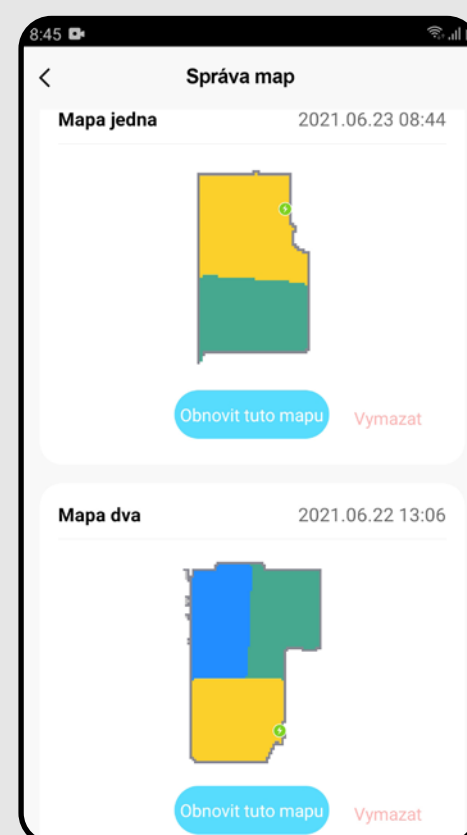 8:45
Správa map
Mapa jedna 2021.06.23 08:44
Obnovit tuto mapu Vymazat
Mapa dva 2021.06.22 13:06
Obnovit tuto mapu Vymazat